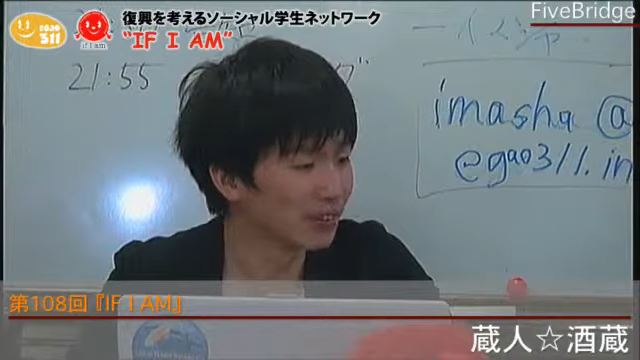 FiveBridge
復興を考えるソーシャル学生ネットワーク
“IF I AM”
egao
311
if I am
21:55
imasha@
egao311.in
第108回『IF I AM』
蔵人☆酒蔵